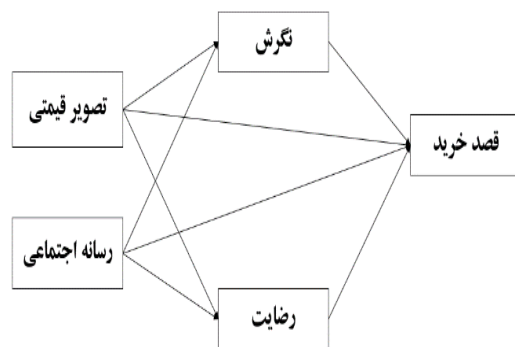 نگرش
تصویر قیمتی
قصد خرید
رسانه اجتماعی
رضایت